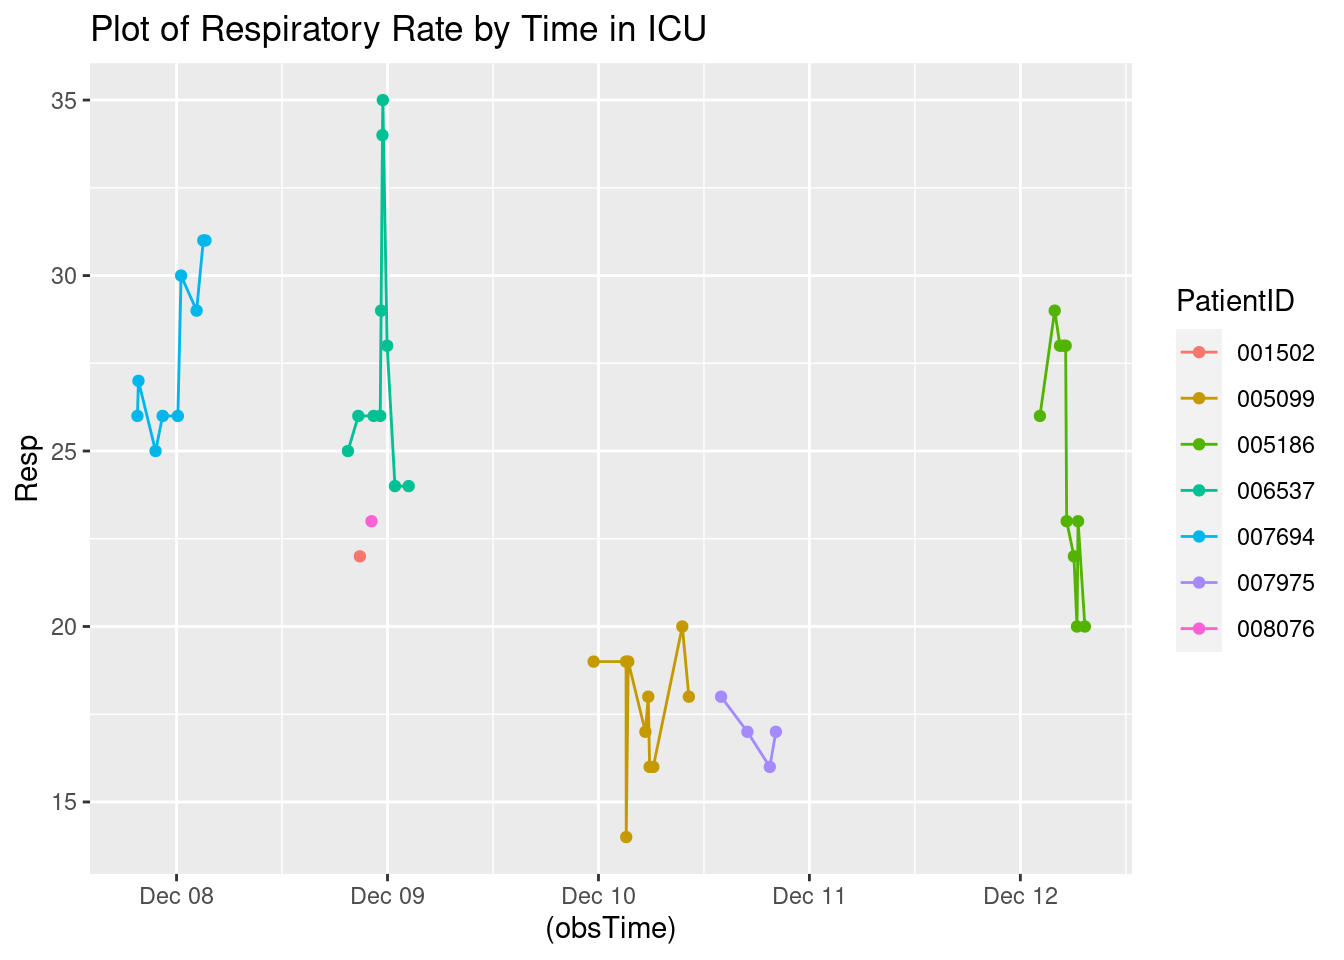 Plot of Respiratory Rate by Time in ICU
Resp
35
30
25
20
15
Dec 08
Dec 09
Dec 10
Dec 11
Dec 12
(obsTime)
PatientID
001502
005099
005186
006537
007694
007975
008076